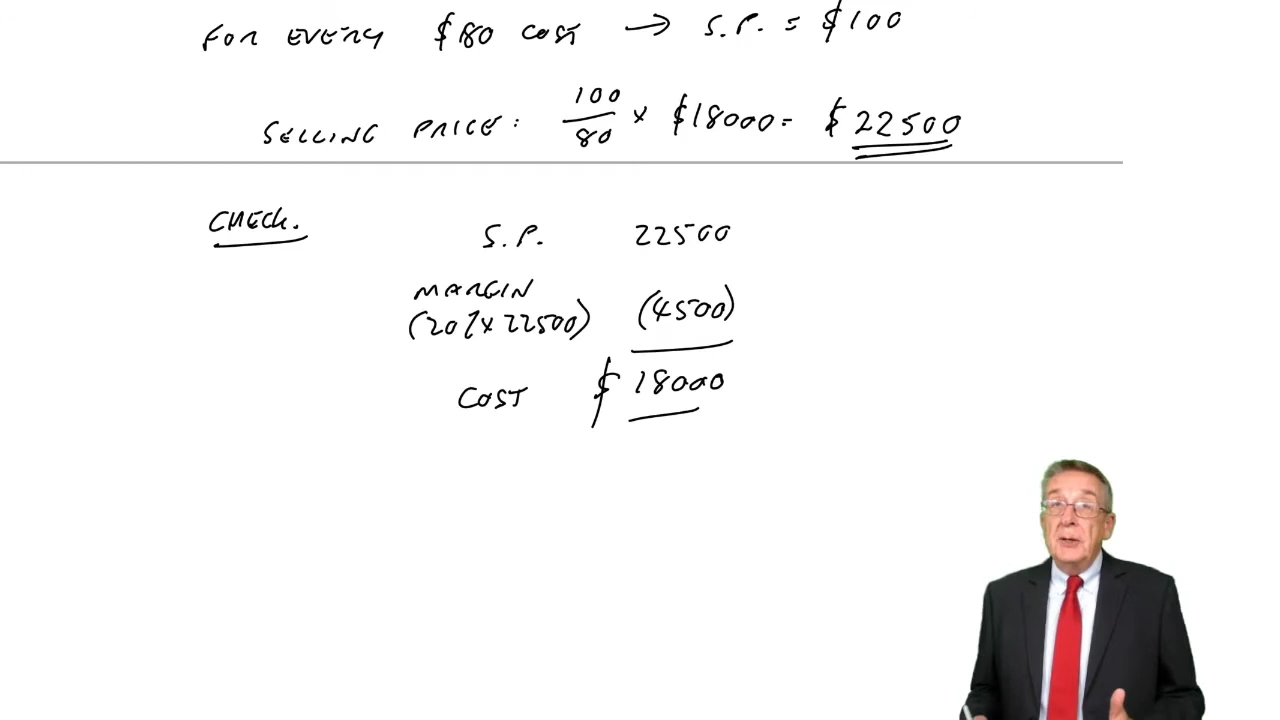 FOR EVERY $80 COST → S.P. = $100
SELLING PRICE: 100/80 × $18000 = $22500
CHECK.
S.P. 22500
MARGIN
(20% × 22500) (4500)
COST $18000